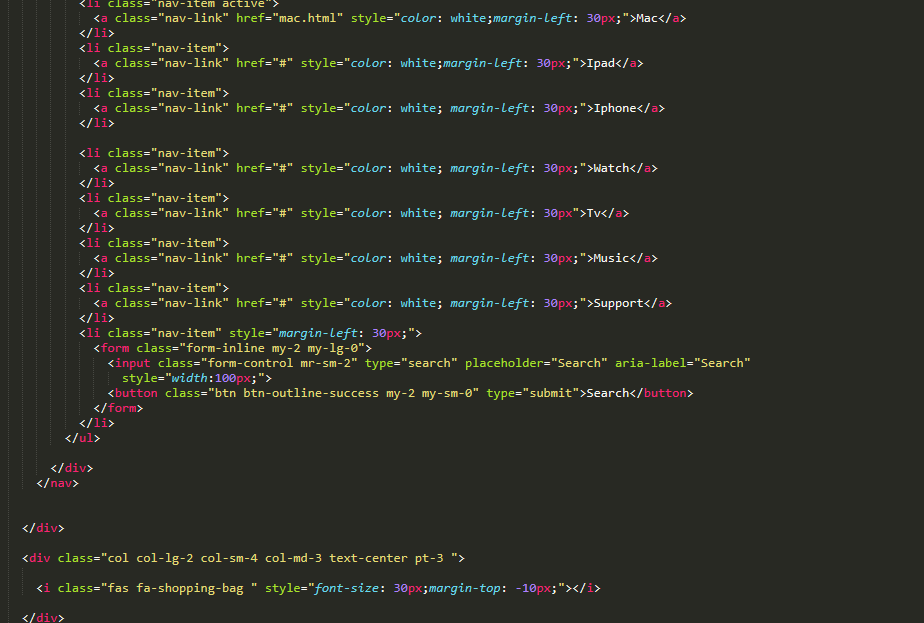 <li class="nav-item active">
<a class="nav-link" href="mac.html" style="color: white;margin-left: 30px;">Mac</a>
</li>
<li class="nav-item">
<a class="nav-link" href="#" style="color: white;margin-left: 30px;">Ipad</a>
</li>
<li class="nav-item">
<a class="nav-link" href="#" style="color: white; margin-left: 30px;">Iphone</a>
</li>
<li class="nav-item">
<a class="nav-link" href="#" style="color: white; margin-left: 30px;">Watch</a>
</li>
<li class="nav-item">
<a class="nav-link" href="#" style="color: white; margin-left: 30px">Tv</a>
</li>
<li class="nav-item">
<a class="nav-link" href="#" style="color: white; margin-left: 30px;">Music</a>
</li>
<li class="nav-item">
<a class="nav-link" href="#" style="color: white; margin-left: 30px;">Support</a>
</li>
<li class="nav-item" style="margin-left: 30px;">
<form class="form-inline my-2 my-lg-0">
<input class="form-control mr-sm-2" type="search" placeholder="Search" aria-label="Search"
style="width:100px;">
<button class="btn btn-outline-success my-2 my-sm-0" type="submit">Search</button>
</form>
</li>
</ul>
</div>
</nav>
</div>
<div class="col col-lg-2 col-sm-4 col-md-3 text-center pt-3 ">
<i class="fas fa-shopping-bag " style="font-size: 30px;margin-top: -10px;"></i>
</div>